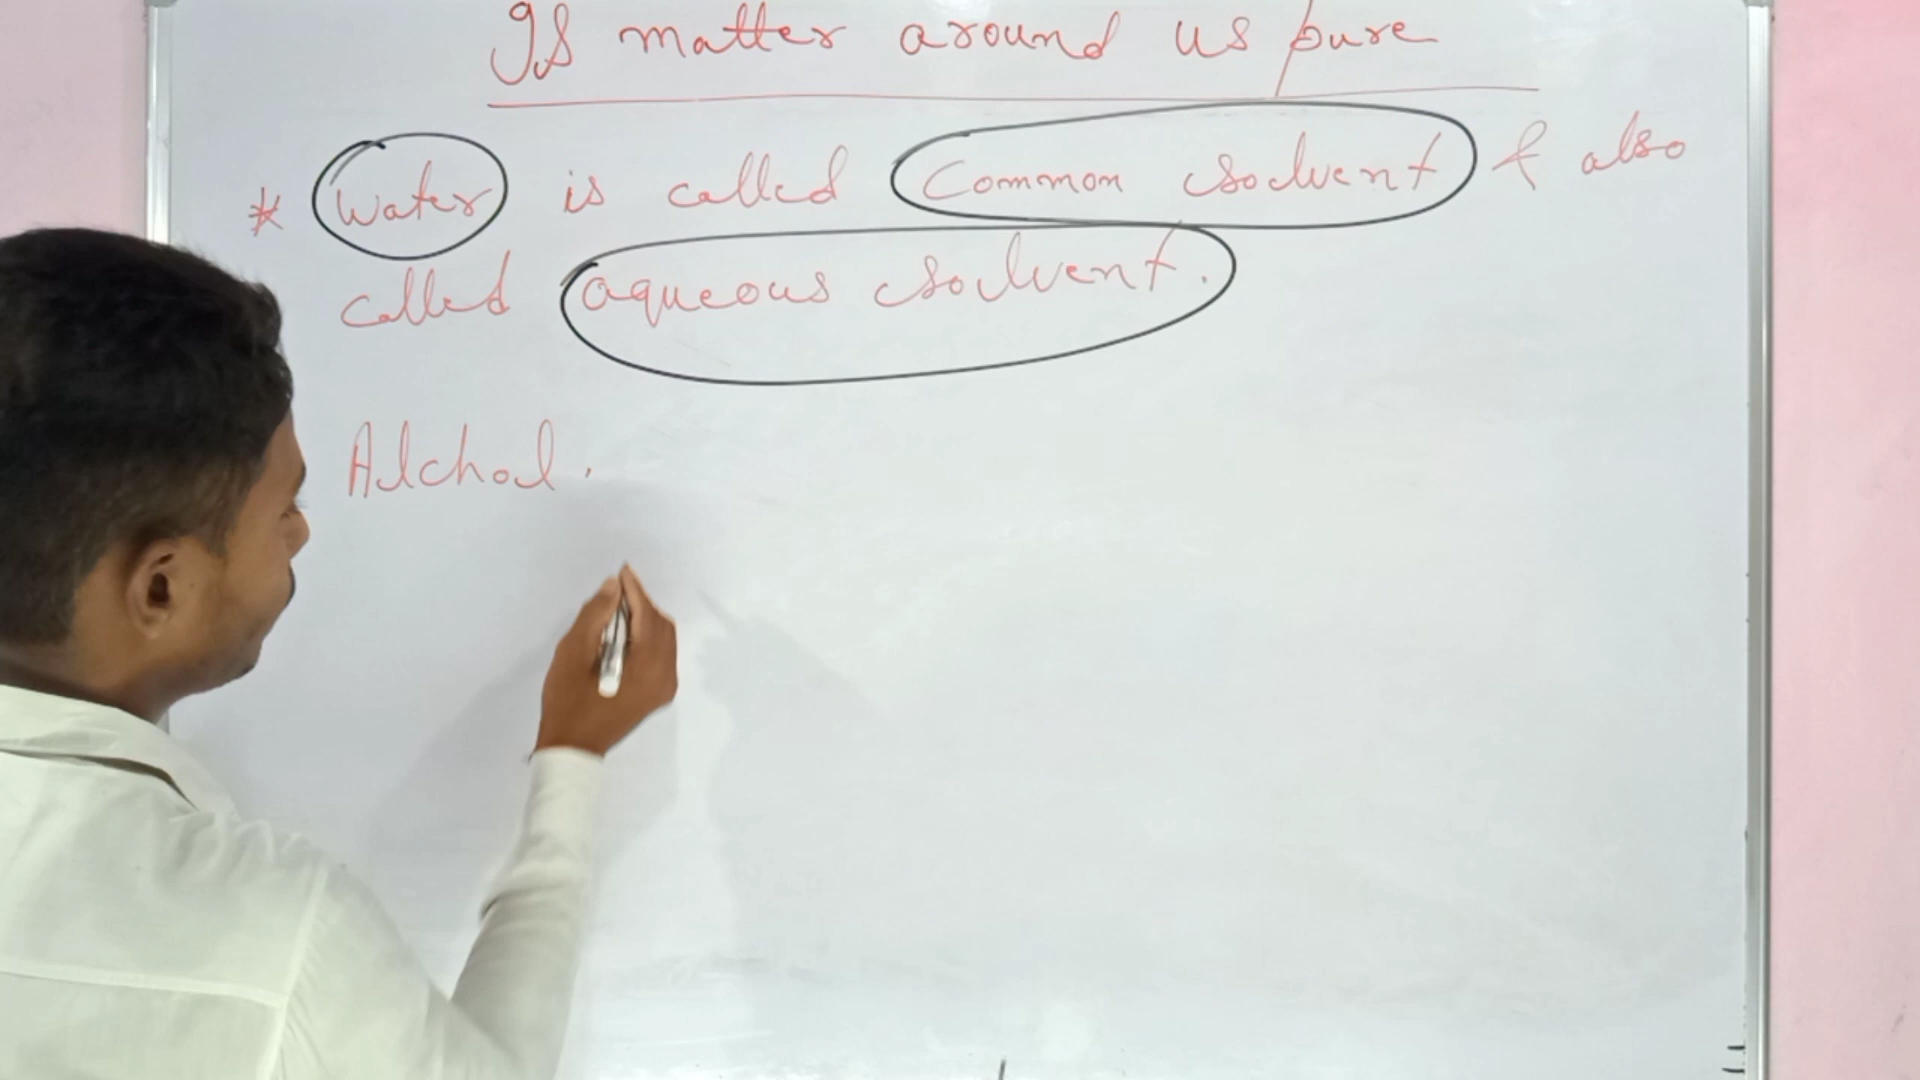 Is matter around us pure
* Water is called Common solvent & also
called aqueous solvent.
Alchol.